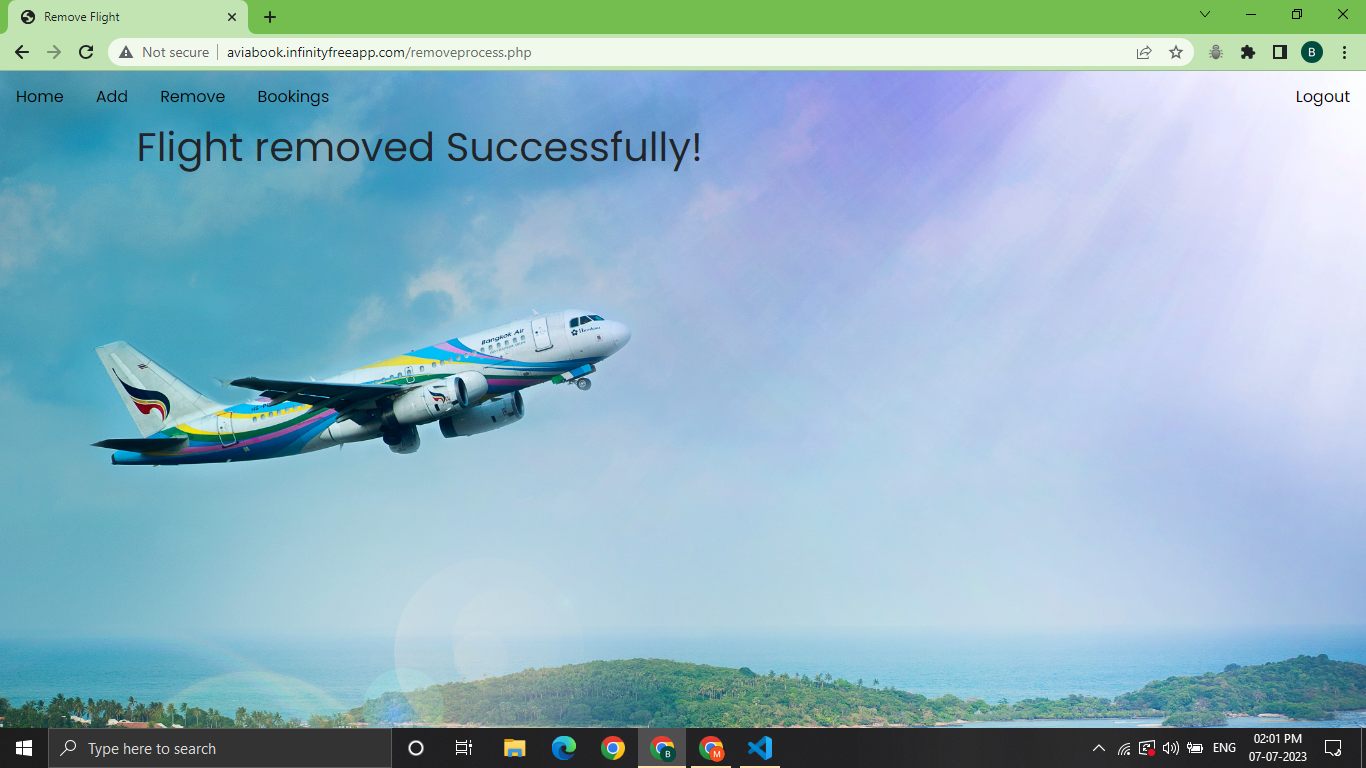 Remove Flight
Not secure
aviabook.infinityfreeapp.com/removeprocess.php
B
Home Add Remove Bookings Logout
Flight removed Successfully!
Bangkok Air
Type here to search
B
M
ENG
02:01 PM
07-07-2023